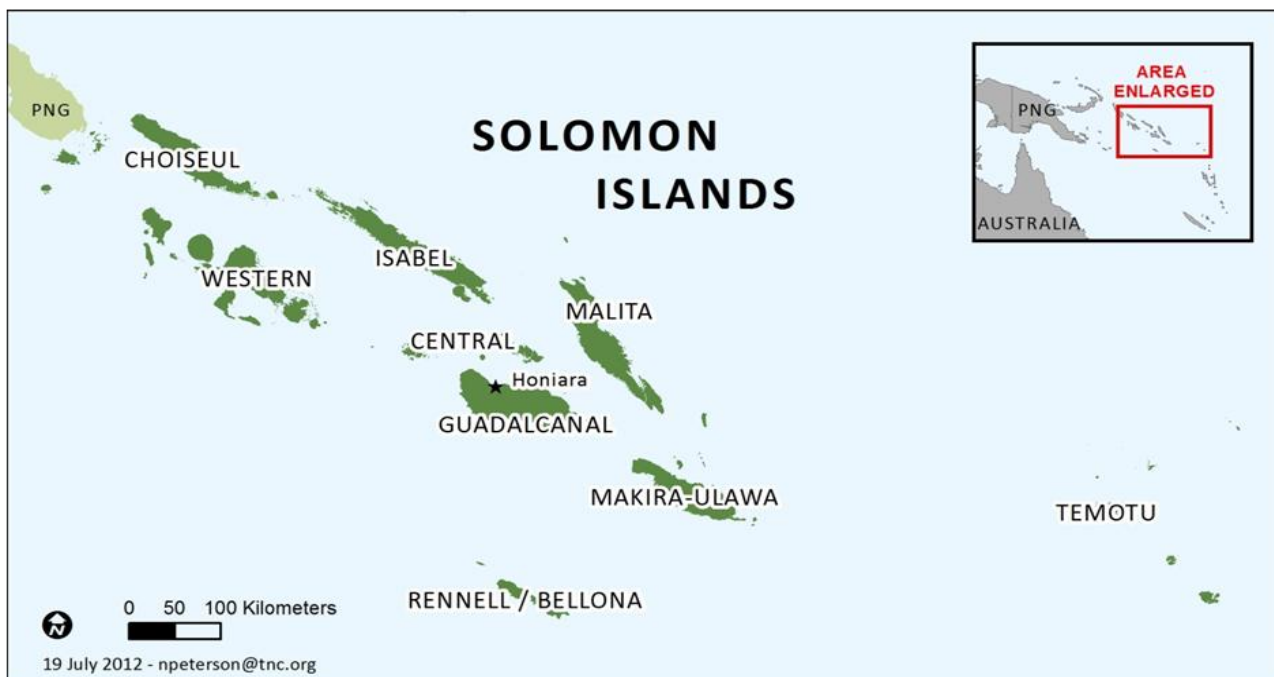 PNG
CHOISEUL
SOLOMON
ISLANDS
AREA
ENLARGED
PNG
AUSTRALIA
WESTERN
ISABEL
MALITA
CENTRAL
Honiara
GUADALCANAL
MAKIRA-ULAWA
TEMOTU
RENNELL / BELLONA
0 50 100 Kilometers
N
19 July 2012 - npeterson@tnc.org